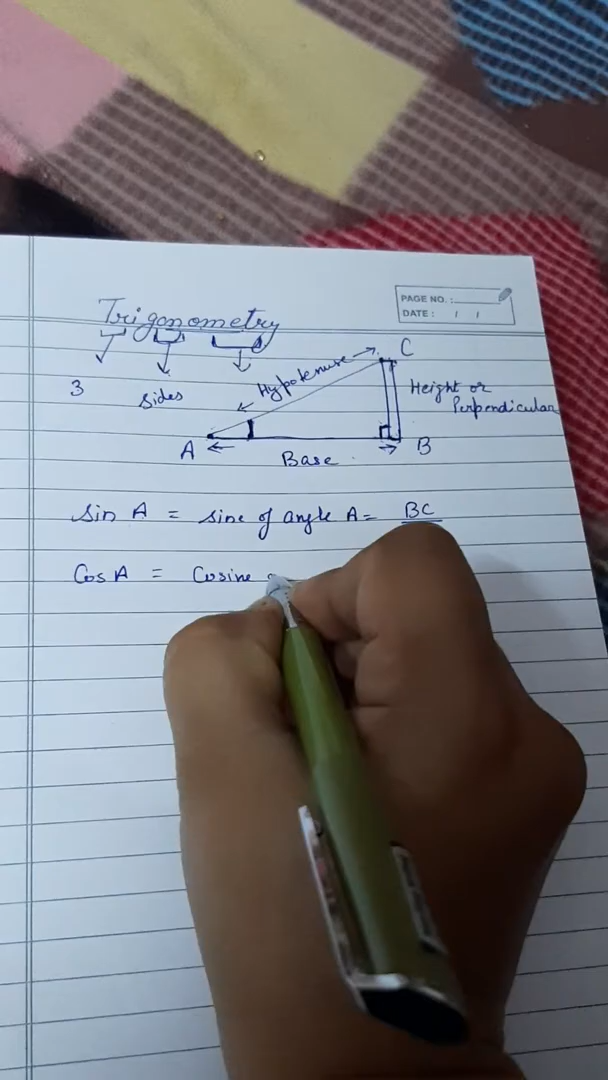 PAGE NO. :
DATE : / /
Trigonometry
3 sides
Hypotenuse
C
Height or
Perpendicular
A
B
Base
sin A = sine of angle A = BC
Cos A = Cosine